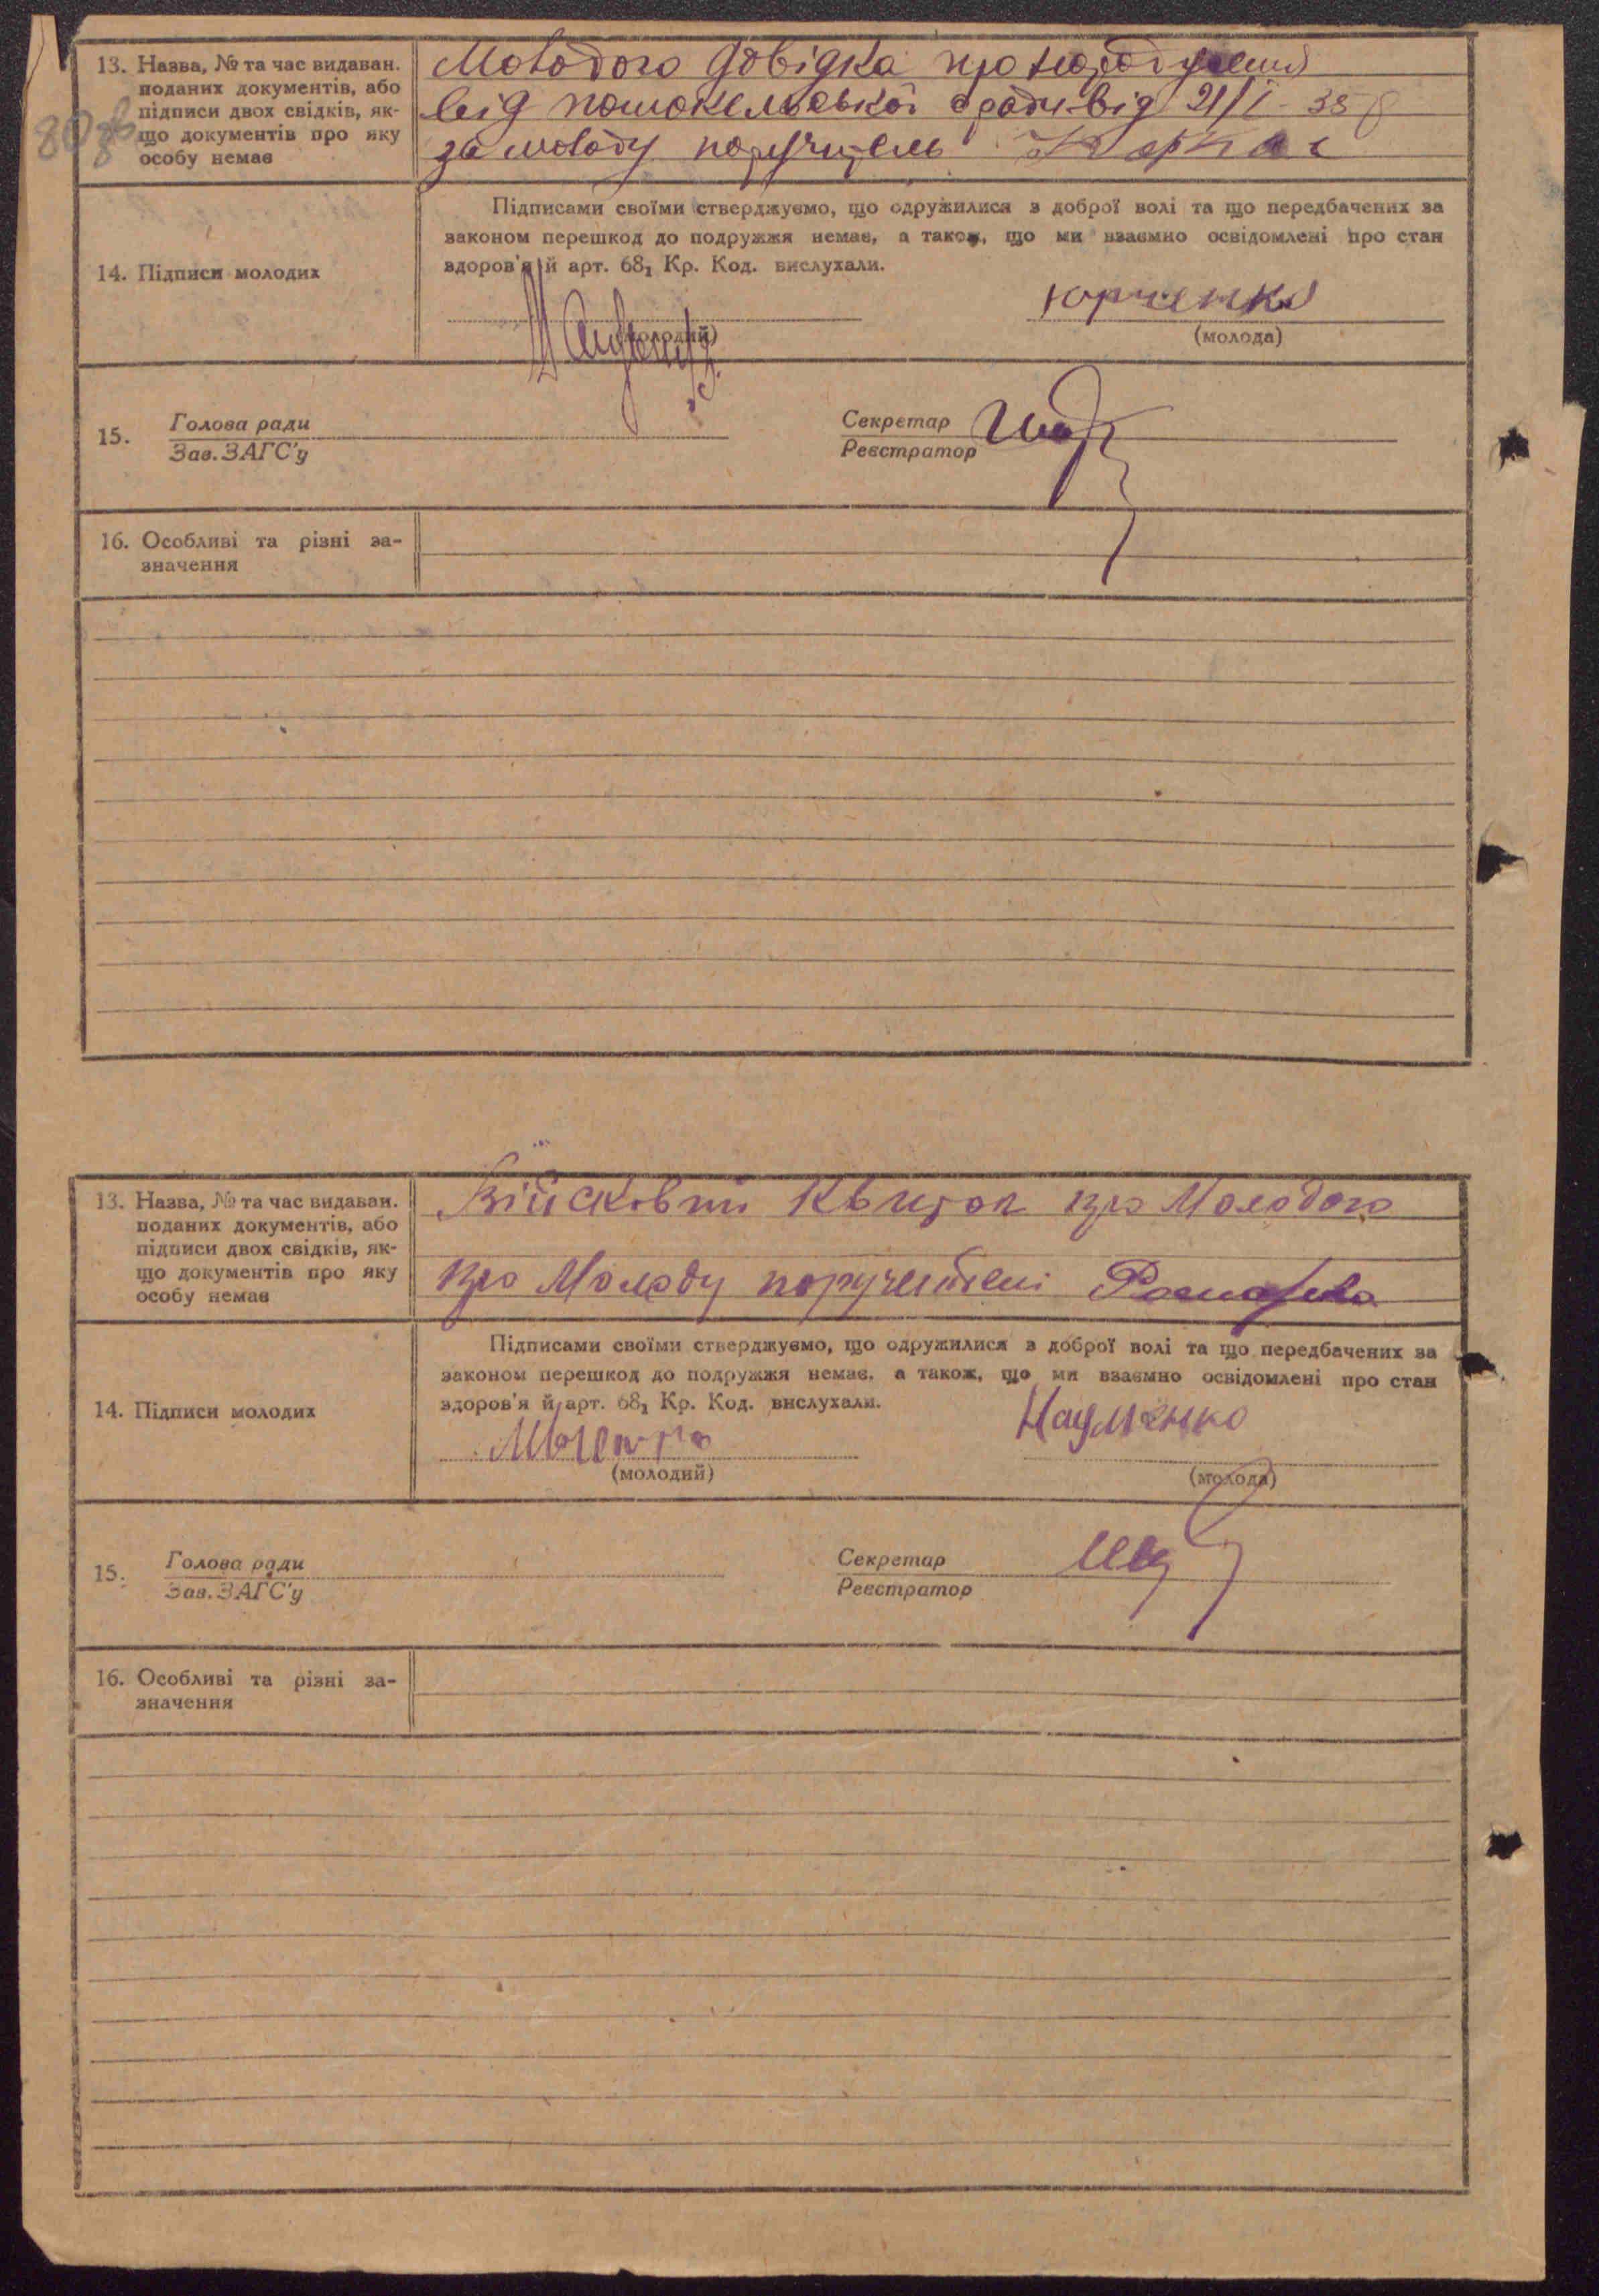 13. Назва, № та час видаван.
поданих документів, або
підписи двох свідків, як-
що документів про яку
особу немає
80
Молодого довідка про народження
від ради від 21/I-35 р
за молоду поручитель
14. Підписи молодих
Підписами своїми стверджуємо, що одружилися з доброї волі та що передбачених за
законом перешкод до подружжя немає, а також, що ми взаємно освідомлені про стан
здоров'я й арт. 68₁ Кр. Код. вислухали.
Юрченко
(молодий) (молода)
15. Голова ради
Зав. ЗАГС'у
Секретар
Реєстратор
16. Особливі та різні за-
значення
13. Назва, № та час видаван.
поданих документів, або
підписи двох свідків, як-
що документів про яку
особу немає
Війсковий Квиток про Молодого
про Молоду поручителі
14. Підписи молодих
Підписами своїми стверджуємо, що одружилися з доброї волі та що передбачених за
законом перешкод до подружжя немає, а також, що ми взаємно освідомлені про стан
здоров'я й арт. 68₁ Кр. Код. вислухали.
Науменко
(молодий) (молода)
15. Голова ради
Зав. ЗАГС'у
Секретар
Реєстратор
16. Особливі та різні за-
значення